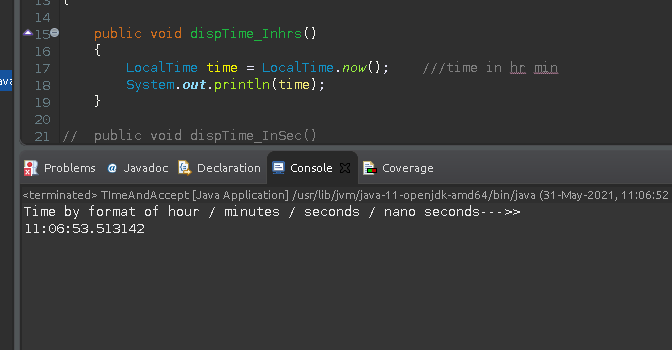 13 {
14
15 public void dispTime_Inhrs()
16 {
17 LocalTime time = LocalTime.now(); ///time in hr min
18 System.out.println(time);
19 }
20
21 // public void dispTime_InSec()
Problems @ Javadoc Declaration Console Coverage
<terminated> TImeAndAccept [Java Application] /usr/lib/jvm/java-11-openjdk-amd64/bin/java (31-May-2021, 11:06:52
Time by format of hour / minutes / seconds / nano seconds--->>
11:06:53.513142